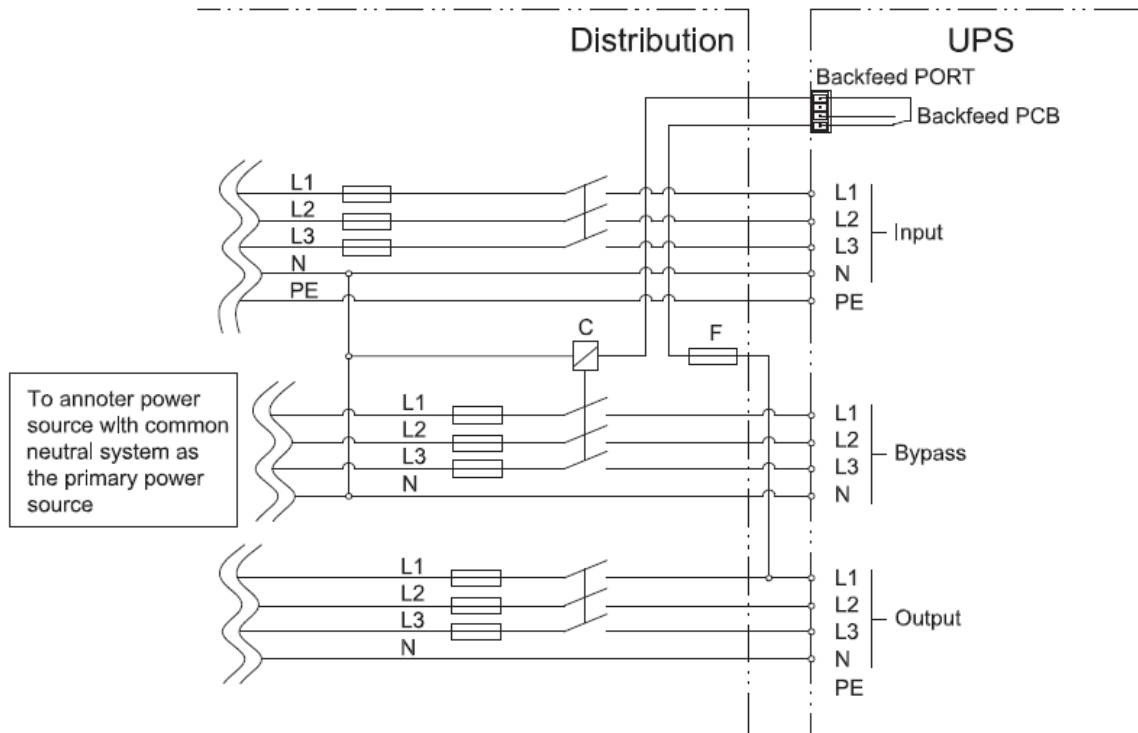 Distribution
UPS
Backfeed PORT
Backfeed PCB
L1
L2
L3
N
PE
L1
L2
L3
N
PE
Input
C
F
To annoter power
source wlth common
neutral system as
the primary power
source
L1
L2
L3
N
L1
L2
L3
N
Bypass
L1
L2
L3
N
L1
L2
L3
N
PE
Output